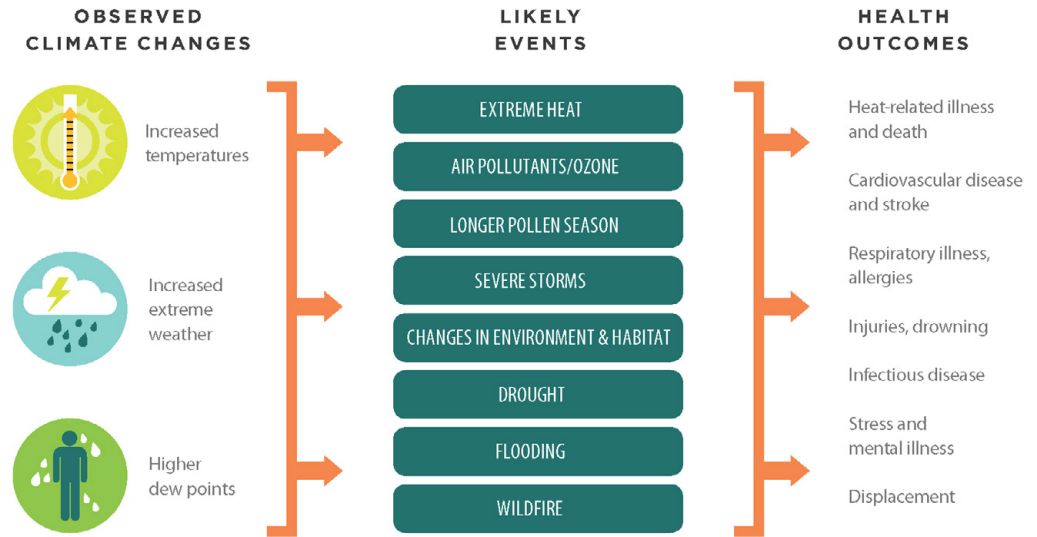 OBSERVED
CLIMATE CHANGES
LIKELY
EVENTS
HEALTH
OUTCOMES
Increased
temperatures
Increased
extreme
weather
Higher
dew points
EXTREME HEAT
AIR POLLUTANTS/OZONE
LONGER POLLEN SEASON
SEVERE STORMS
CHANGES IN ENVIRONMENT & HABITAT
DROUGHT
FLOODING
WILDFIRE
Heat-related illness
and death
Cardiovascular disease
and stroke
Respiratory illness,
allergies
Injuries, drowning
Infectious disease
Stress and
mental illness
Displacement